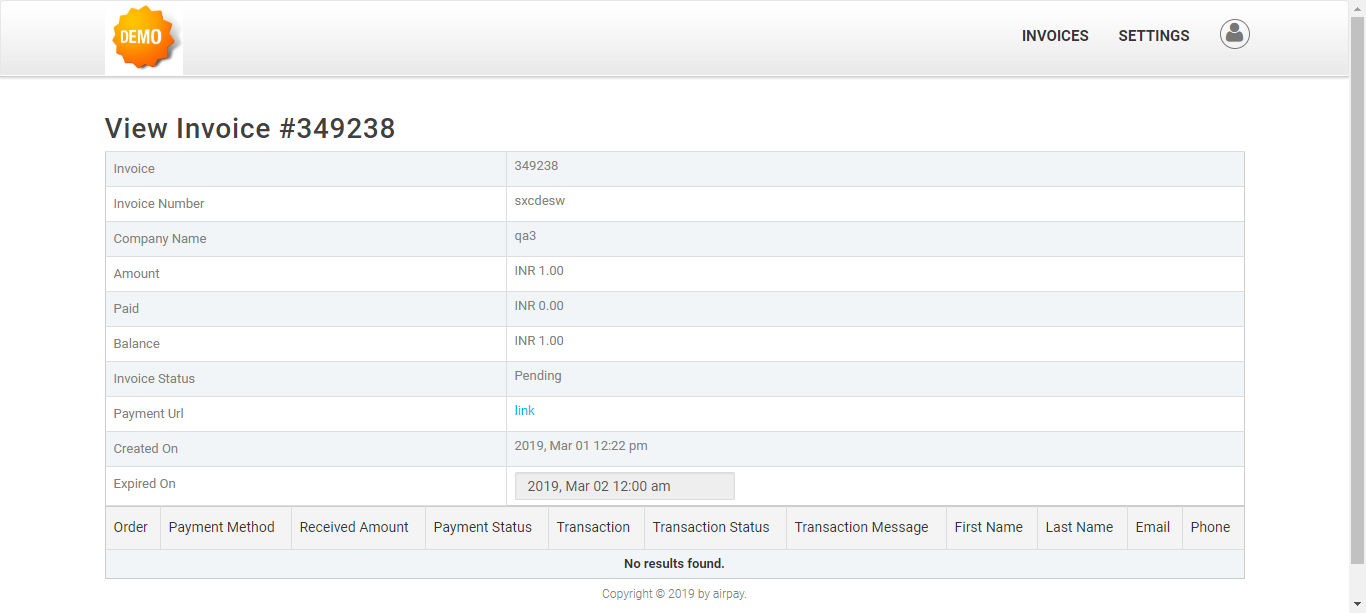 DEMO
INVOICES SETTINGS
View Invoice #349238
Invoice 349238
Invoice Number sxcdesw
Company Name qa3
Amount INR 1.00
Paid INR 0.00
Balance INR 1.00
Invoice Status Pending
Payment Url link
Created On 2019, Mar 01 12:22 pm
Expired On 2019, Mar 02 12:00 am
Order Payment Method Received Amount Payment Status Transaction Transaction Status Transaction Message First Name Last Name Email Phone
No results found.
Copyright © 2019 by airpay.